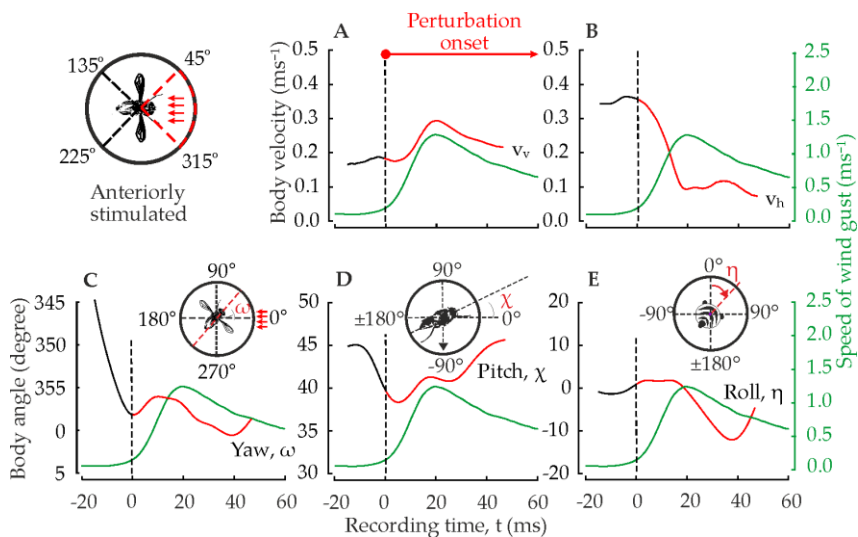 135°
45°
225°
315°
Anteriorly
stimulated
A
Perturbation
onset
B
Body velocity (ms⁻¹)
0.5
0.4
0.3
0.2
0.1
0.0
v_v
0.5
0.4
0.3
0.2
0.1
0.0
v_h
2.5
2.0
1.5
1.0
0.5
0.0
Speed of wind gust (ms⁻¹)
C
Body angle (degree)
345
350
355
0
5
90°
180°
0°
270°
ω
Yaw, ω
-20 0 20 40 60
D
50
45
40
35
30
90°
±180°
0°
-90°
χ
Pitch, χ
-20 0 20 40 60
E
20
10
0
-10
-20
0°
-90°
90°
±180°
η
Roll, η
-20 0 20 40 60
2.5
2.0
1.5
1.0
0.5
0.0
Recording time, t (ms)